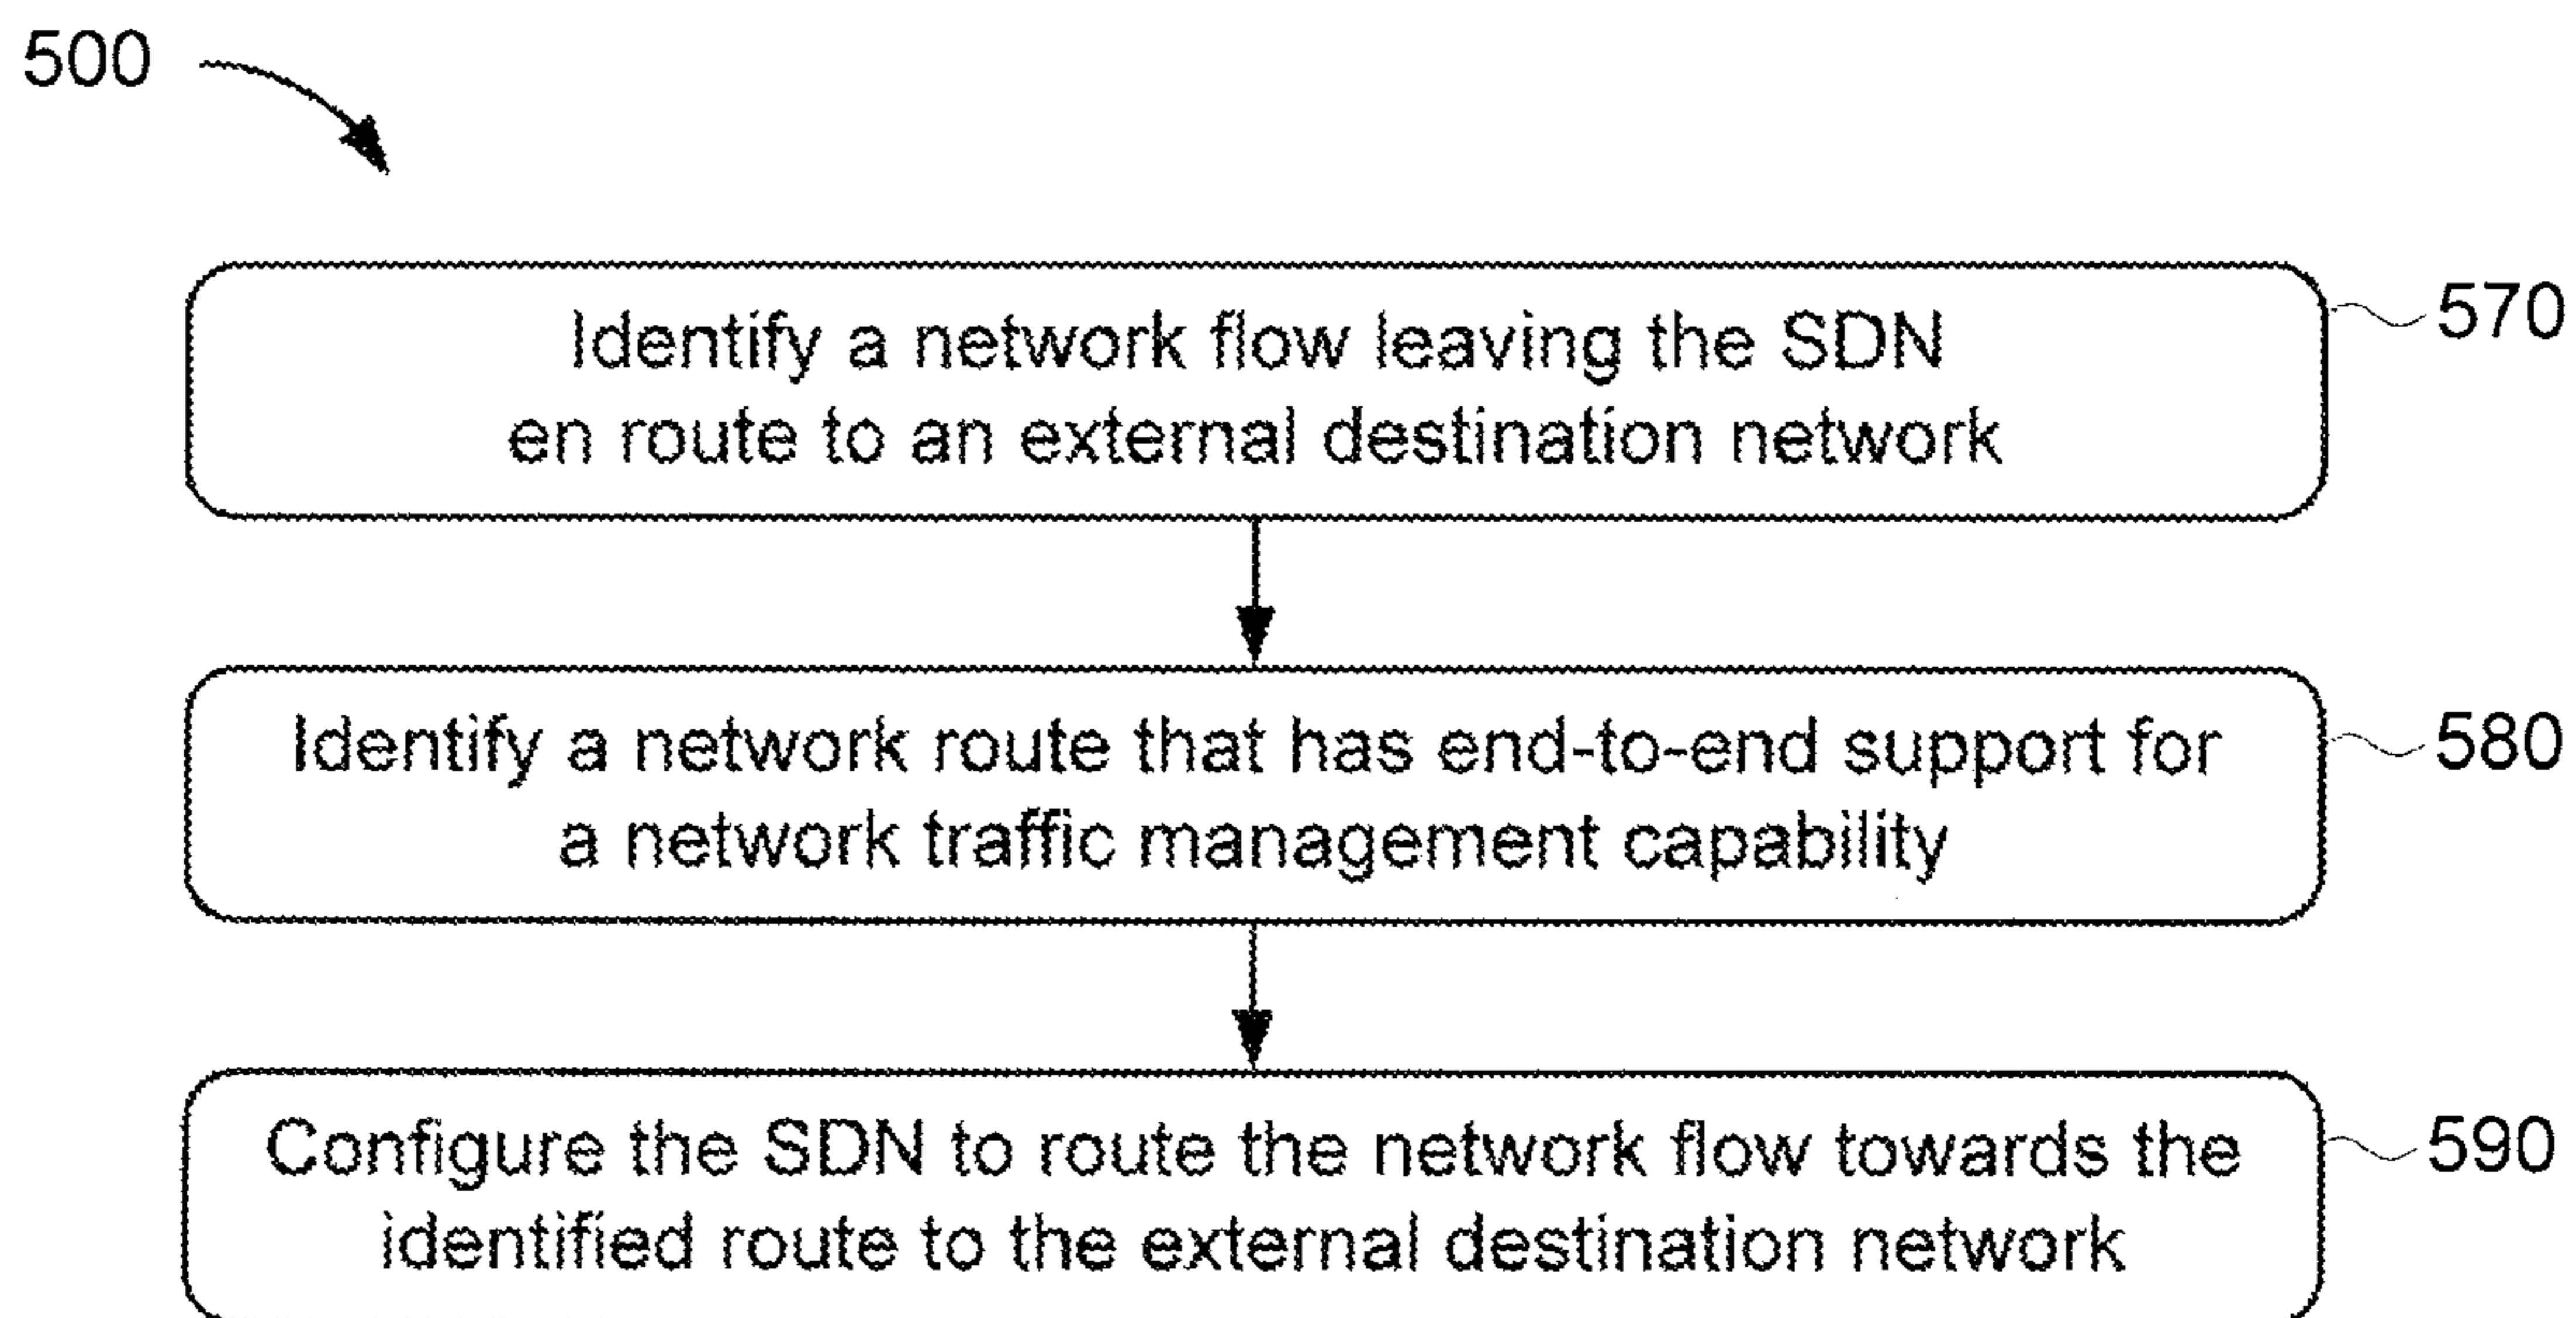 500
Identify a network flow leaving the SDN
en route to an external destination network
570
Identify a network route that has end-to-end support for
a network traffic management capability
580
Configure the SDN to route the network flow towards the
identified route to the external destination network
590